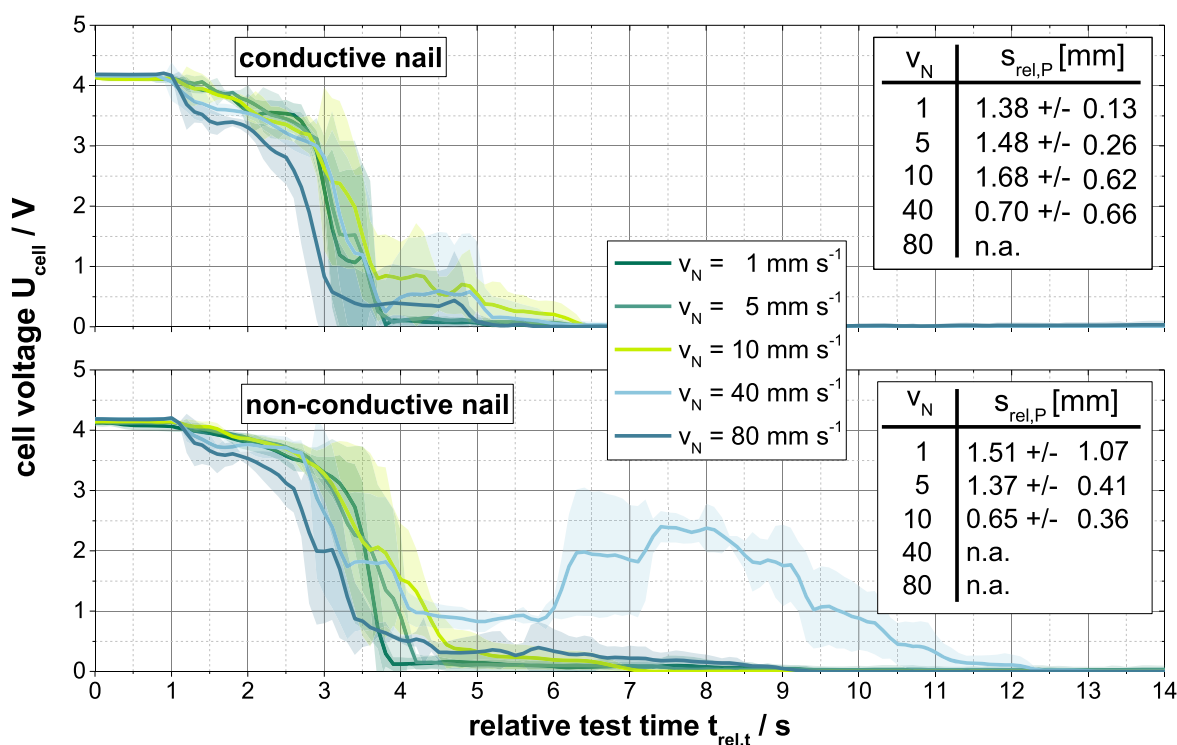 cell voltage U_cell / V
5
4
3
2
1
0
conductive nail
v_N s_rel,P [mm]
1 1.38 +/- 0.13
5 1.48 +/- 0.26
10 1.68 +/- 0.62
40 0.70 +/- 0.66
80 n.a.
v_N = 1 mm s⁻¹
v_N = 5 mm s⁻¹
v_N = 10 mm s⁻¹
v_N = 40 mm s⁻¹
v_N = 80 mm s⁻¹
5
4
3
2
1
0
non-conductive nail
v_N s_rel,P [mm]
1 1.51 +/- 1.07
5 1.37 +/- 0.41
10 0.65 +/- 0.36
40 n.a.
80 n.a.
0 1 2 3 4 5 6 7 8 9 10 11 12 13 14
relative test time t_rel,t / s